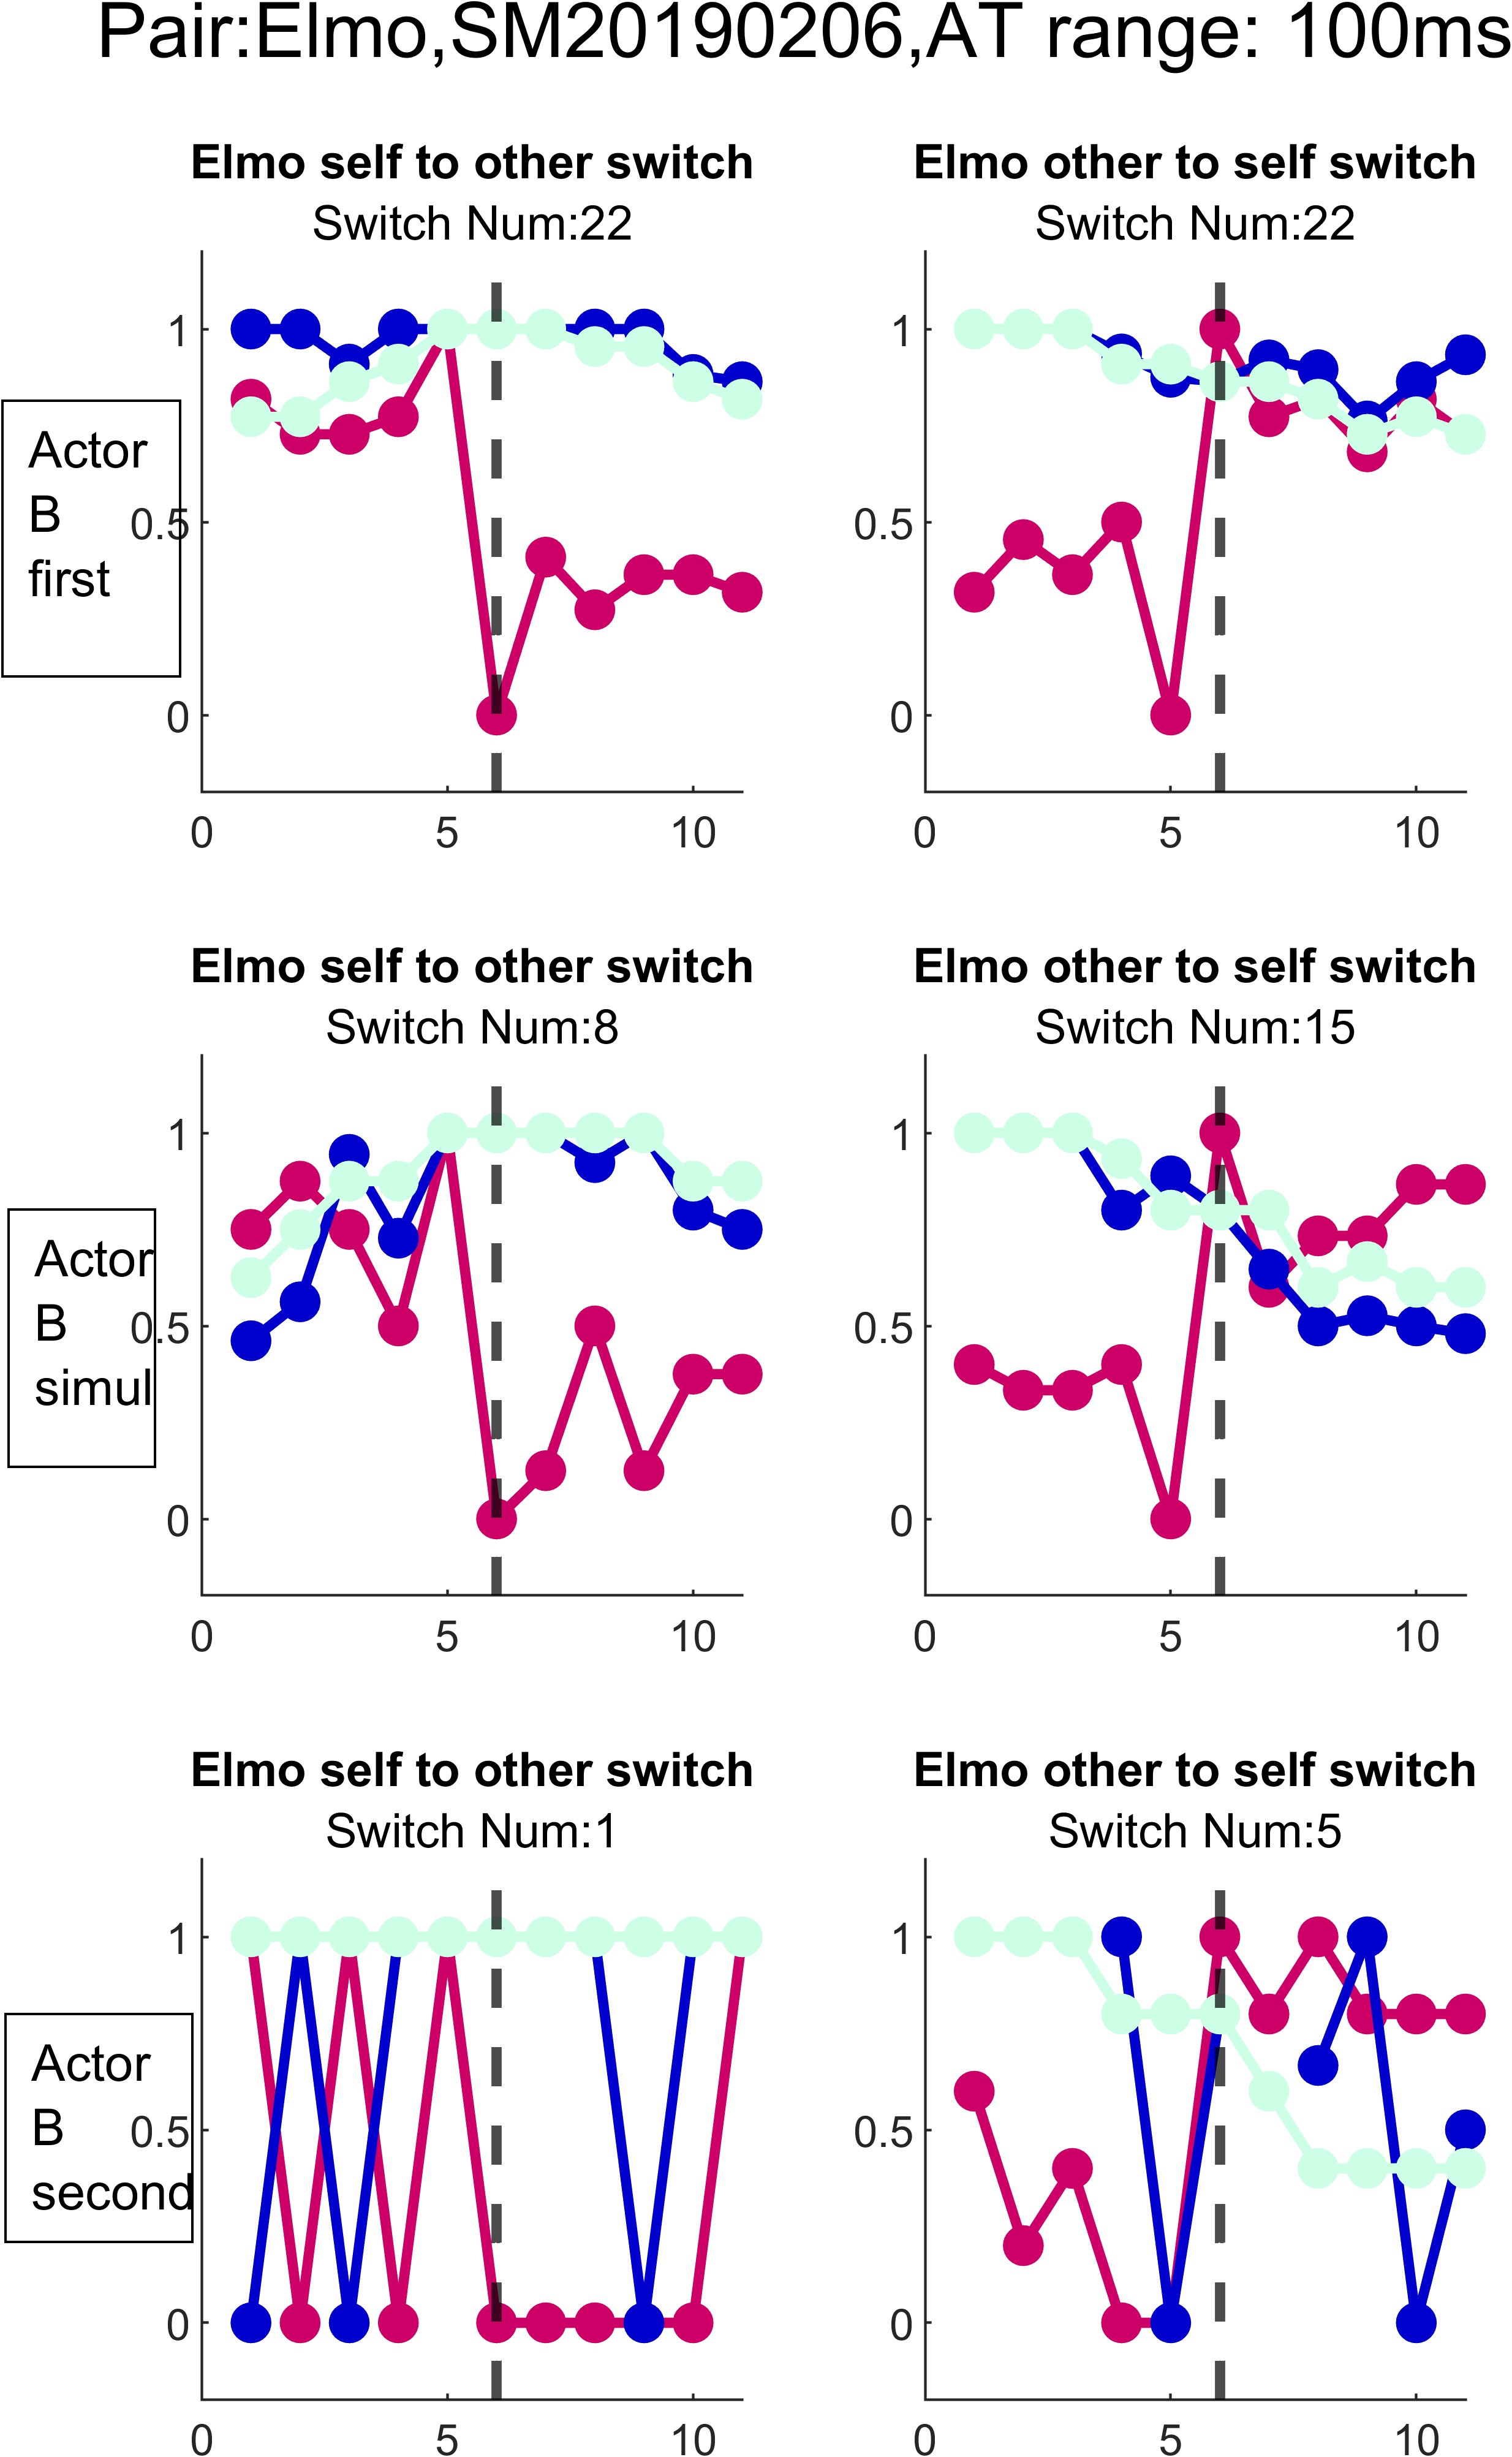 Pair:Elmo,SM20190206,AT range: 100ms
Elmo self to other switch
Switch Num:22
1
0.5
0
0 5 10
Elmo other to self switch
Switch Num:22
1
0.5
0
0 5 10
Actor
B
first
Elmo self to other switch
Switch Num:8
1
0.5
0
0 5 10
Elmo other to self switch
Switch Num:15
1
0.5
0
0 5 10
Actor
B
simul
Elmo self to other switch
Switch Num:1
1
0.5
0
0 5 10
Elmo other to self switch
Switch Num:5
1
0.5
0
0 5 10
Actor
B
second